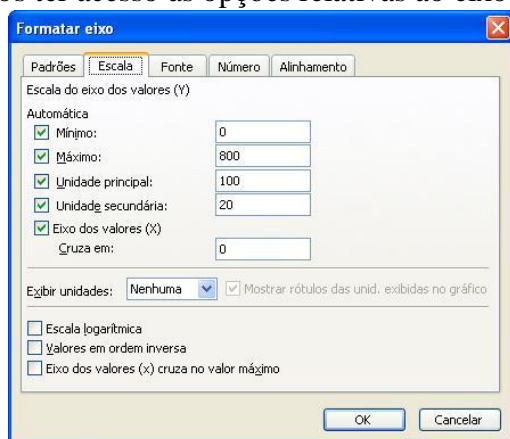 os ter acesso às opções relativas ao eixo
Formatar eixo
Padrões Escala Fonte Número Alinhamento
Escala do eixo dos valores (Y)
Automática
Mínimo: 0
Máximo: 800
Unidade principal: 100
Unidade secundária: 20
Eixo dos valores (X)
Cruza em: 0
Exibir unidades: Nenhuma Mostrar rótulos das unid. exibidas no gráfico
Escala logarítmica
Valores em ordem inversa
Eixo dos valores (x) cruza no valor máximo
OK Cancelar